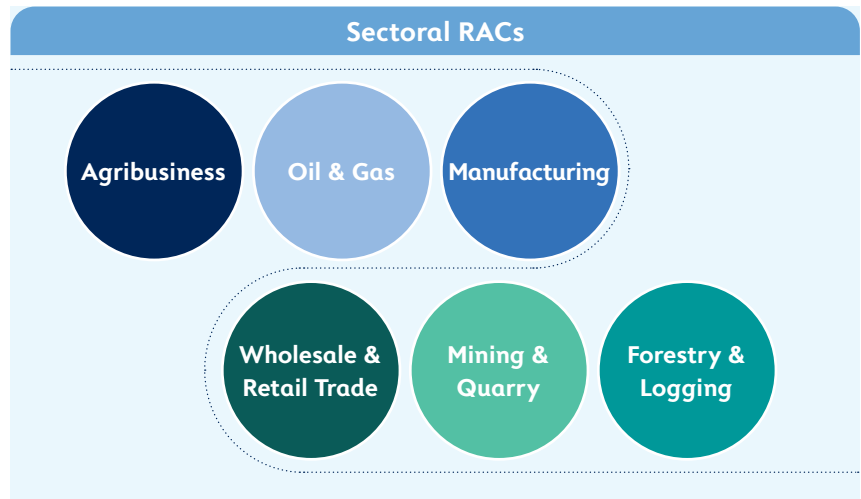 Sectoral RACs
Agribusiness
Oil & Gas
Manufacturing
Wholesale &
Retail Trade
Mining &
Quarry
Forestry &
Logging